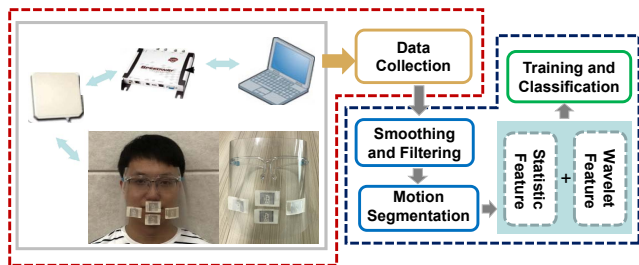 Data
Collection
Training and
Classification
Smoothing
and Filtering
Motion
Segmentation
Statistic
Feature
+
Wavelet
Feature